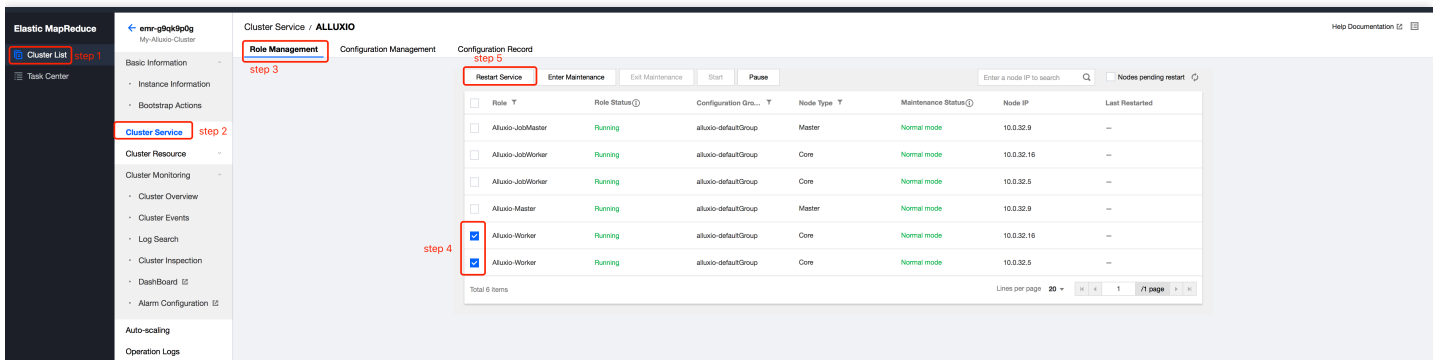 Elastic MapReduce
Cluster List step 1
Task Center
emr-g9qk9p0g
My-Alluxio-Cluster
Basic Information
Instance Information
Bootstrap Actions
Cluster Service step 2
Cluster Resource
Cluster Monitoring
Cluster Overview
Cluster Events
Log Search
Cluster Inspection
DashBoard
Alarm Configuration
Auto-scaling
Operation Logs
Cluster Service / ALLUXIO
Help Documentation
Role Management Configuration Management Configuration Record
step 3
step 5
Restart Service Enter Maintenance Exit Maintenance Start Pause Enter a node IP to search Nodes pending restart
Role Role Status Configuration Gro... Node Type Maintenance Status Node IP Last Restarted
Alluxio-JobMaster Running alluxio-defaultGroup Master Normal mode 10.0.32.9 —
Alluxio-JobWorker Running alluxio-defaultGroup Core Normal mode 10.0.32.16 —
Alluxio-JobWorker Running alluxio-defaultGroup Core Normal mode 10.0.32.5 —
Alluxio-Master Running alluxio-defaultGroup Master Normal mode 10.0.32.9 —
Alluxio-Worker Running alluxio-defaultGroup Core Normal mode 10.0.32.16 —
step 4
Alluxio-Worker Running alluxio-defaultGroup Core Normal mode 10.0.32.5 —
Total 6 items Lines per page 20 1 /1 page